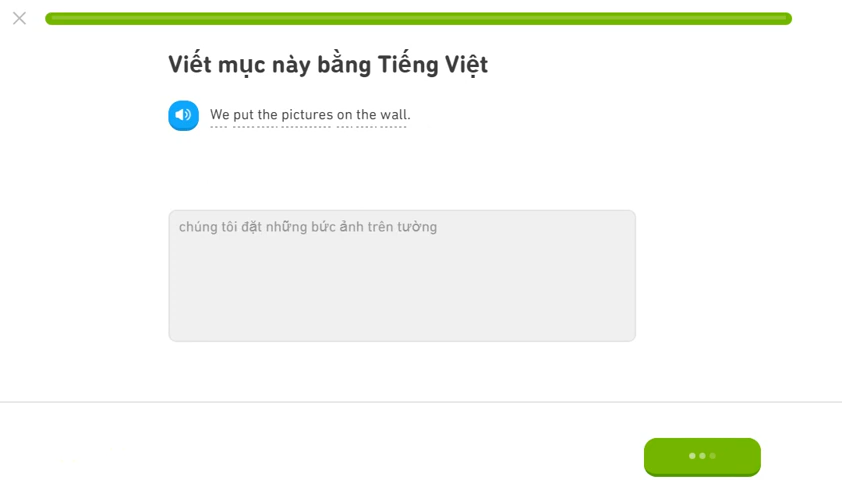 Viết mục này bằng Tiếng Việt
We put the pictures on the wall.
chúng tôi đặt những bức ảnh trên tường